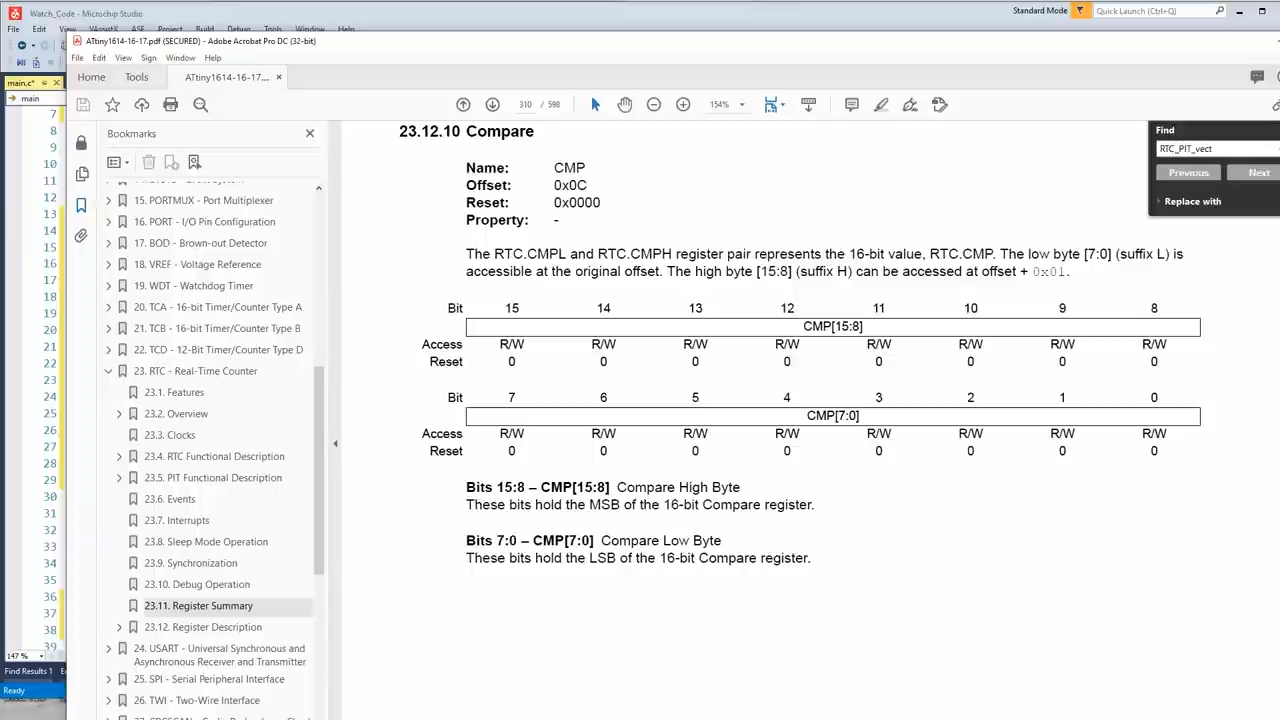 Watch_Code - Microchip Studio
Standard Mode
Quick Launch (Ctrl+Q)
File Edit View VAssistX ASF Project Build Debug Tools Window Help
ATtiny1614-16-17.pdf (SECURED) - Adobe Acrobat Pro DC (32-bit)
File Edit View Sign Window Help
Home Tools ATtiny1614-16-17.... ×
main.c*
main
310 / 598
154%
7
8
9
10
11
12
13
14
15
16
17
18
19
20
21
22
23
24
25
26
27
28
29
30
31
32
33
34
35
36
37
38
39
147 %
Find Results 1
Ready
Bookmarks
15. PORTMUX - Port Multiplexer
16. PORT - I/O Pin Configuration
17. BOD - Brown-out Detector
18. VREF - Voltage Reference
19. WDT - Watchdog Timer
20. TCA - 16-bit Timer/Counter Type A
21. TCB - 16-bit Timer/Counter Type B
22. TCD - 12-Bit Timer/Counter Type D
23. RTC - Real-Time Counter
23.1. Features
23.2. Overview
23.3. Clocks
23.4. RTC Functional Description
23.5. PIT Functional Description
23.6. Events
23.7. Interrupts
23.8. Sleep Mode Operation
23.9. Synchronization
23.10. Debug Operation
23.11. Register Summary
23.12. Register Description
24. USART - Universal Synchronous and
Asynchronous Receiver and Transmitter
25. SPI - Serial Peripheral Interface
26. TWI - Two-Wire Interface
23.12.10 Compare
Name: CMP
Offset: 0x0C
Reset: 0x0000
Property: -
The RTC.CMPL and RTC.CMPH register pair represents the 16-bit value, RTC.CMP. The low byte [7:0] (suffix L) is
accessible at the original offset. The high byte [15:8] (suffix H) can be accessed at offset + 0x01.
Bit 15 14 13 12 11 10 9 8
CMP[15:8]
Access R/W R/W R/W R/W R/W R/W R/W R/W
Reset 0 0 0 0 0 0 0 0
Bit 7 6 5 4 3 2 1 0
CMP[7:0]
Access R/W R/W R/W R/W R/W R/W R/W R/W
Reset 0 0 0 0 0 0 0 0
Bits 15:8 – CMP[15:8] Compare High Byte
These bits hold the MSB of the 16-bit Compare register.
Bits 7:0 – CMP[7:0] Compare Low Byte
These bits hold the LSB of the 16-bit Compare register.
Find
RTC_PIT_vect
Previous Next
Replace with